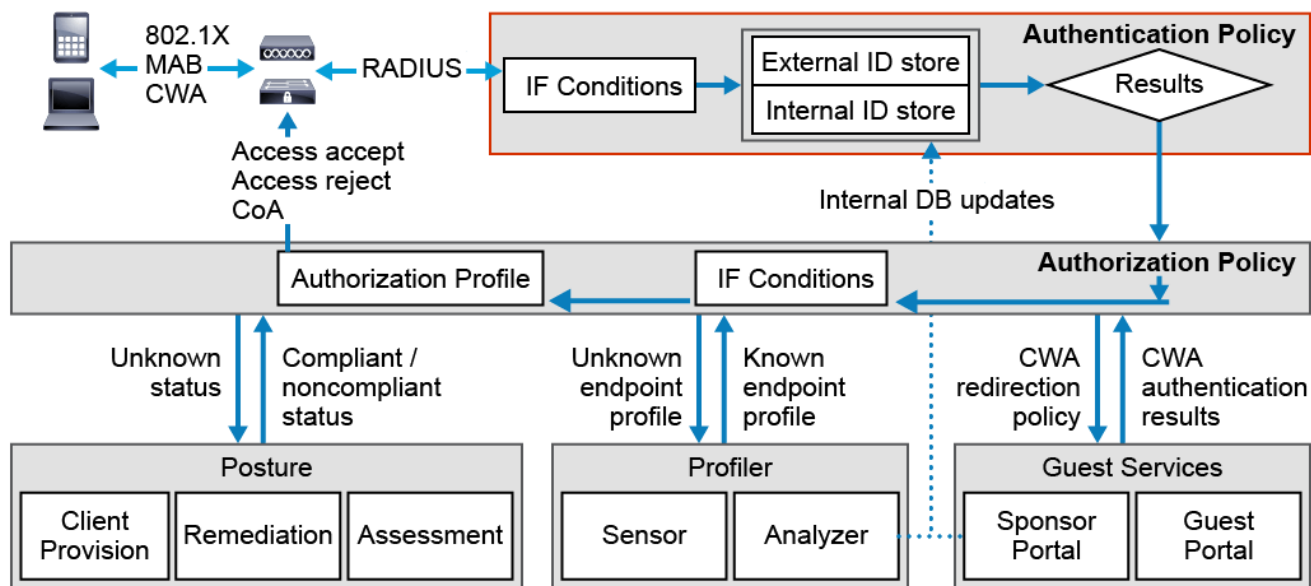 802.1X
MAB
CWA
RADIUS
Authentication Policy
IF Conditions
External ID store
Internal ID store
Results
Access accept
Access reject
CoA
Internal DB updates
Authorization Policy
Authorization Profile
IF Conditions
Unknown
status
Compliant /
noncompliant
status
Unknown
endpoint
profile
Known
endpoint
profile
CWA
redirection
policy
CWA
authentication
results
Posture
Client
Provision
Remediation
Assessment
Profiler
Sensor
Analyzer
Guest Services
Sponsor
Portal
Guest
Portal